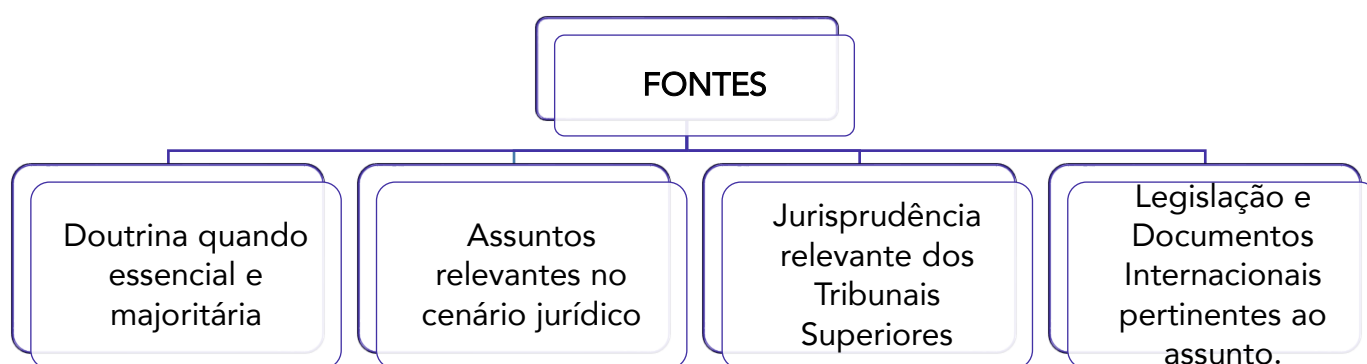 FONTES
Doutrina quando
essencial e
majoritária
Assuntos
relevantes no
cenário jurídico
Jurisprudência
relevante dos
Tribunais
Superiores
Legislação e
Documentos
Internacionais
pertinentes ao
assunto.